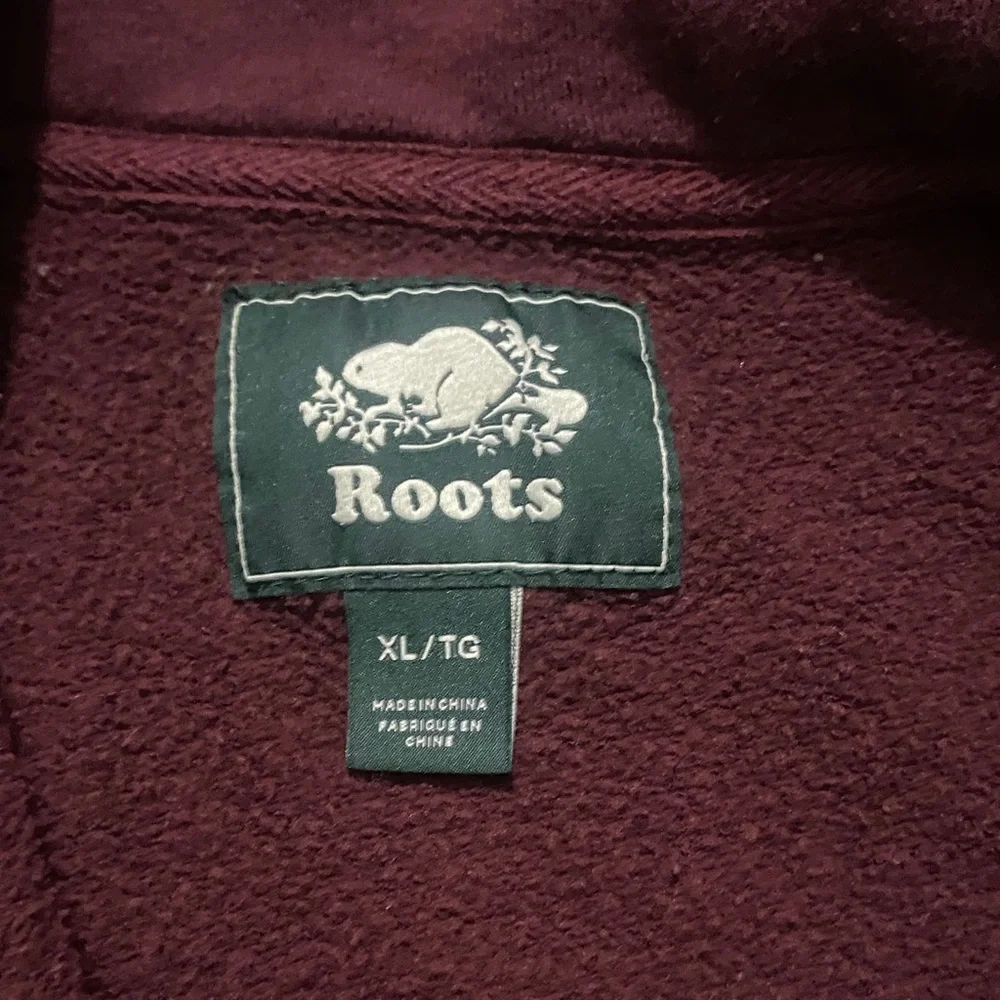 Roots
XL/TG
MADE IN CHINA
FABRIQUÉ EN
CHINE